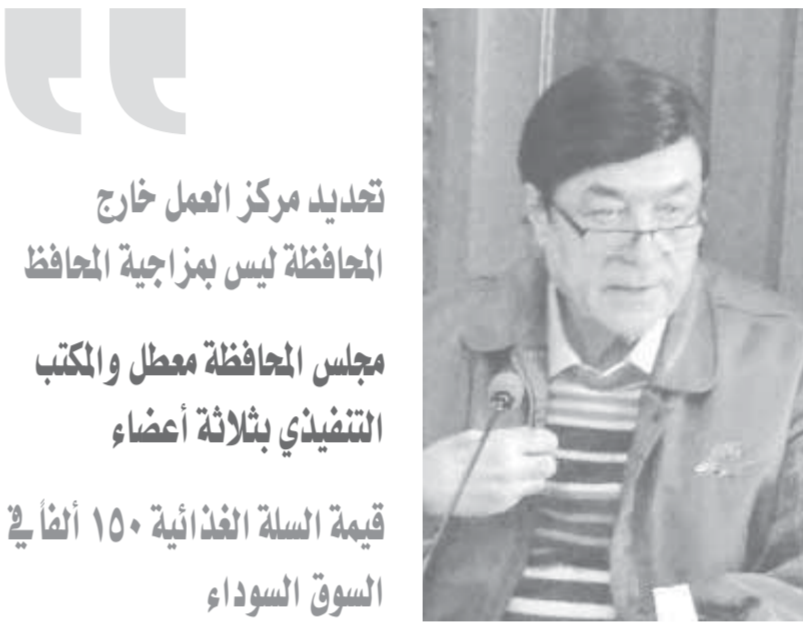 تحديد مركز العمل خارج
المحافظة ليس بمزاجية المحافظ
مجلس المحافظة معطل والمكتب
التنفيذي بثلاثة أعضاء
قيمة السلة الغذائية ١٥٠ ألفاً في
السوق السوداء